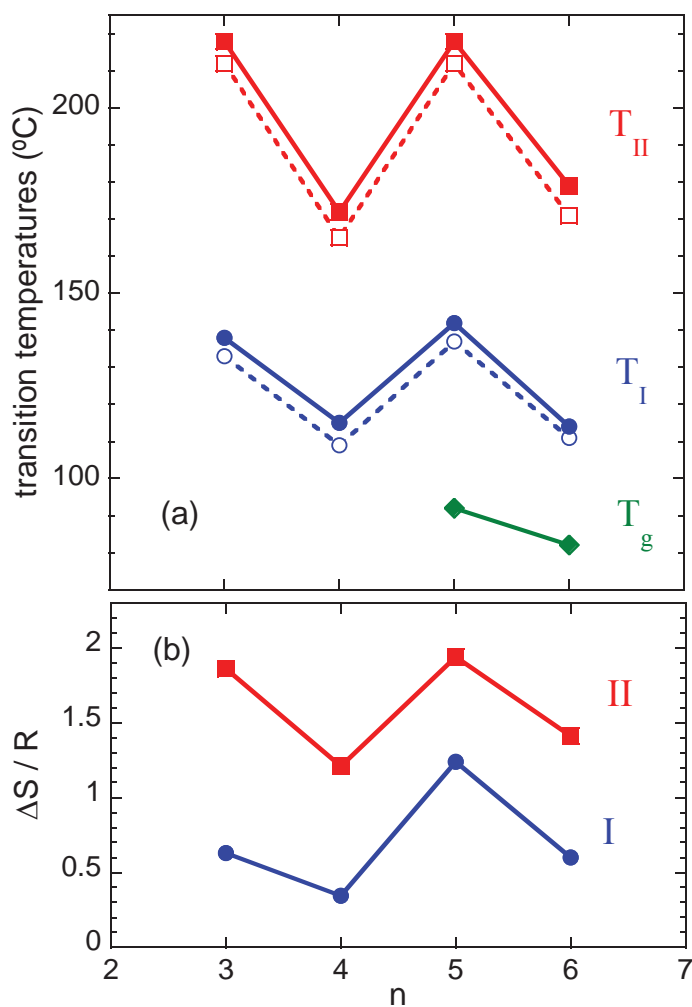 transition temperatures (ºC)
200
150
100
T_II
T_I
T_g
(a)
(b)
ΔS / R
2
1.5
1
0.5
0
II
I
2 3 4 5 6 7
n